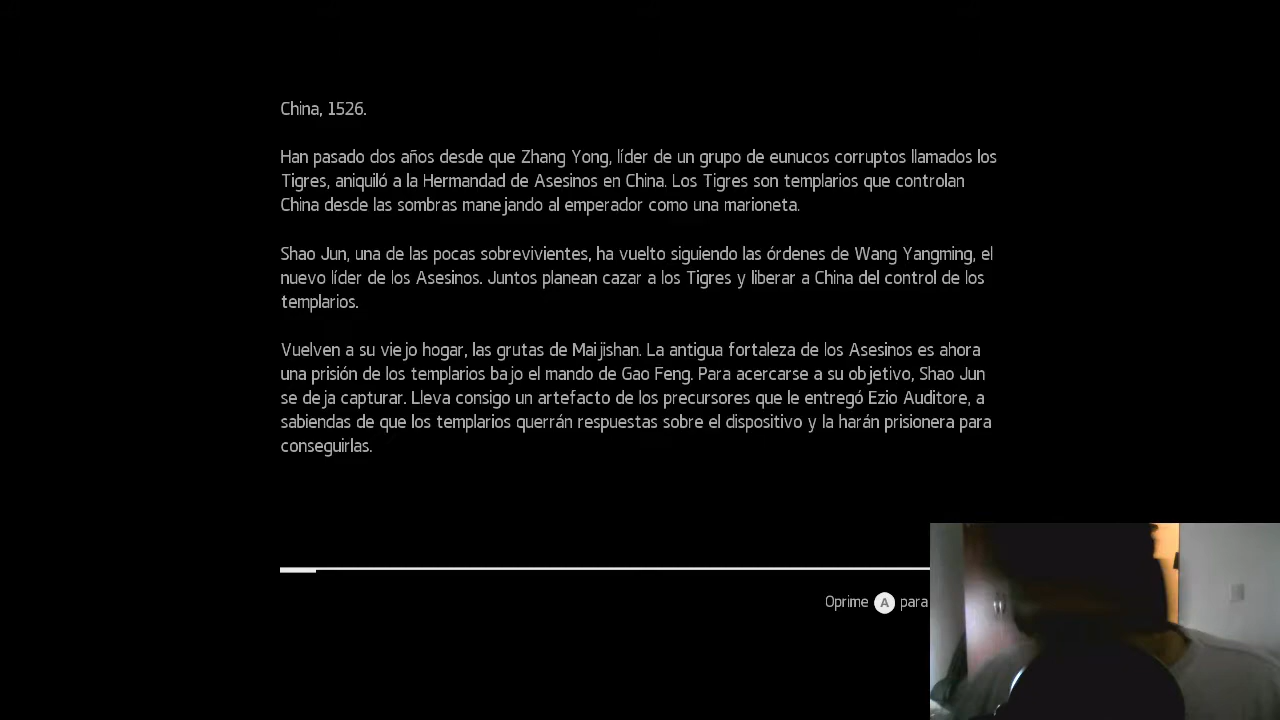 China, 1526.
Han pasado dos años desde que Zhang Yong, líder de un grupo de eunucos corruptos llamados los
Tigres, aniquiló a la Hermandad de Asesinos en China. Los Tigres son templarios que controlan
China desde las sombras manejando al emperador como una marioneta.
Shao Jun, una de las pocas sobrevivientes, ha vuelto siguiendo las órdenes de Wang Yangming, el
nuevo líder de los Asesinos. Juntos planean cazar a los Tigres y liberar a China del control de los
templarios.
Vuelven a su viejo hogar, las grutas de Maijishan. La antigua fortaleza de los Asesinos es ahora
una prisión de los templarios bajo el mando de Gao Feng. Para acercarse a su objetivo, Shao Jun
se deja capturar. Lleva consigo un artefacto de los precursores que le entregó Ezio Auditore, a
sabiendas de que los templarios querrán respuestas sobre el dispositivo y la harán prisionera para
conseguirlas.
Oprime A para